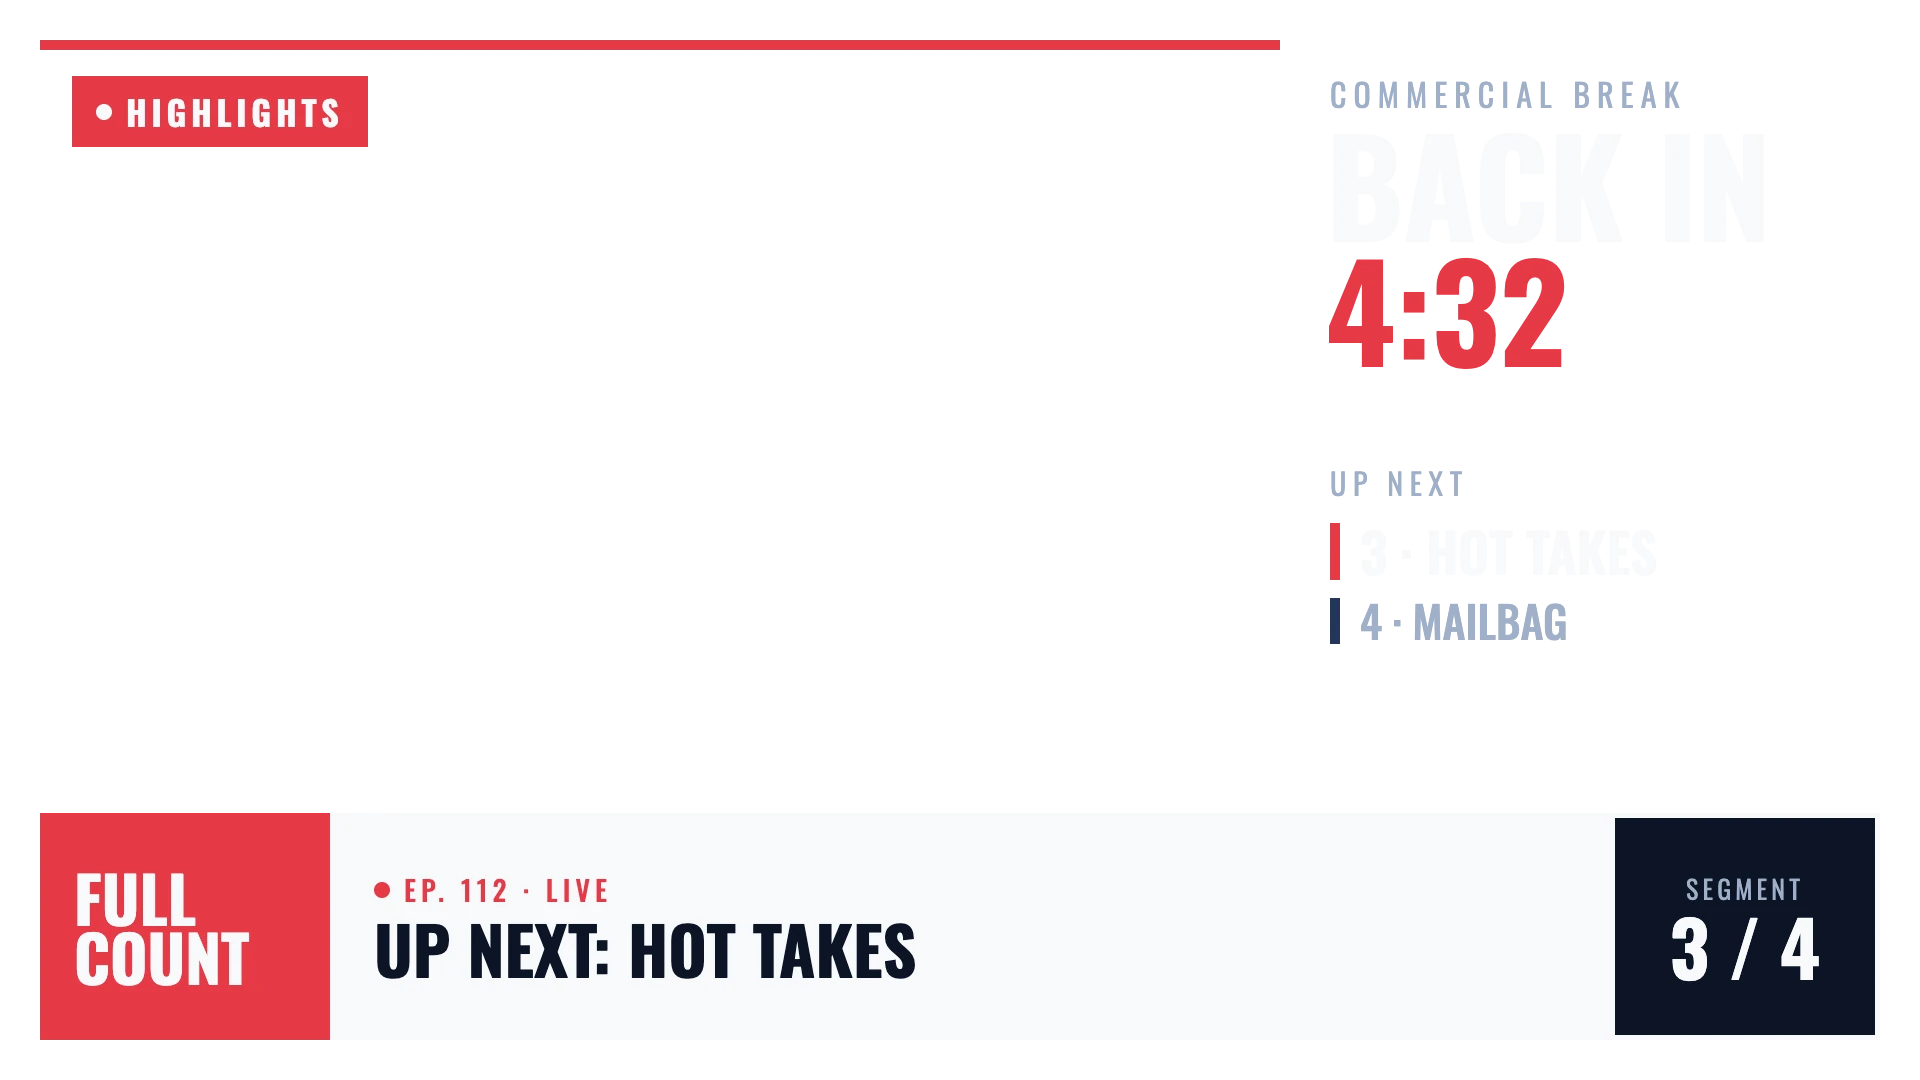 HIGHLIGHTS
COMMERCIAL BREAK
BACK IN
4:32
UP NEXT
3 · HOT TAKES
4 · MAILBAG
FULL
COUNT
EP. 112 · LIVE
UP NEXT: HOT TAKES
SEGMENT
3 / 4